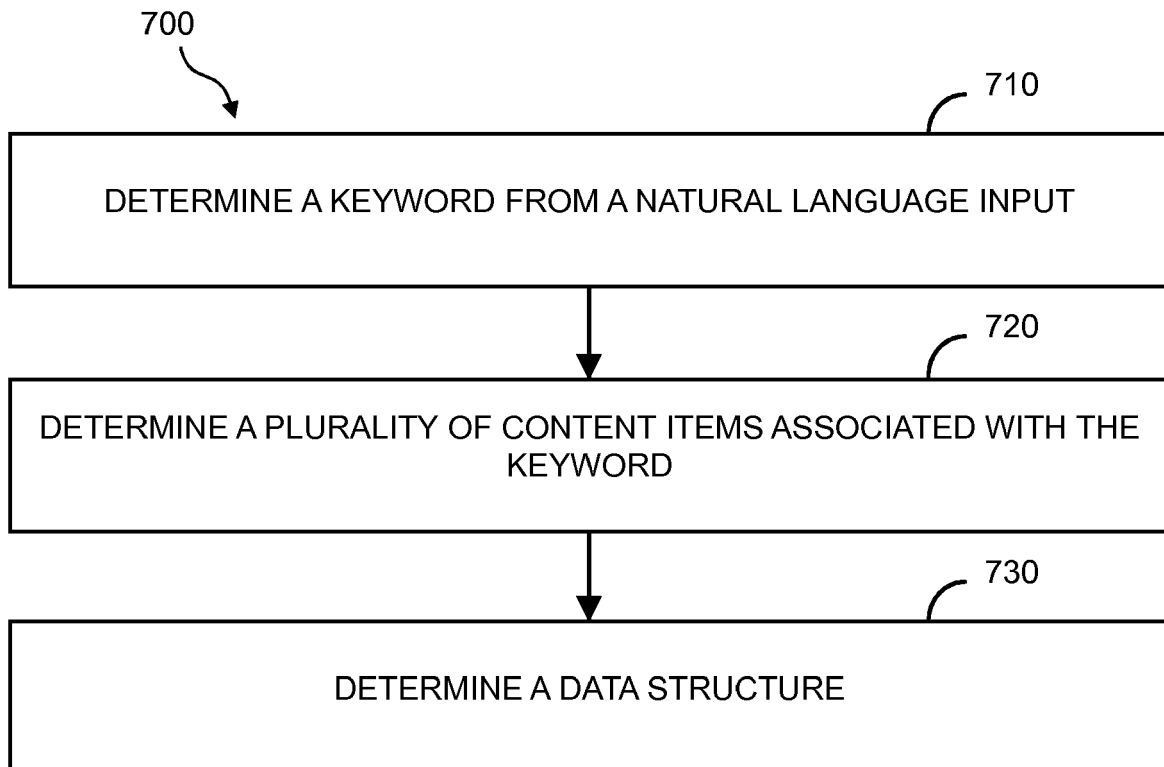 700
710
DETERMINE A KEYWORD FROM A NATURAL LANGUAGE INPUT
720
DETERMINE A PLURALITY OF CONTENT ITEMS ASSOCIATED WITH THE
KEYWORD
730
DETERMINE A DATA STRUCTURE